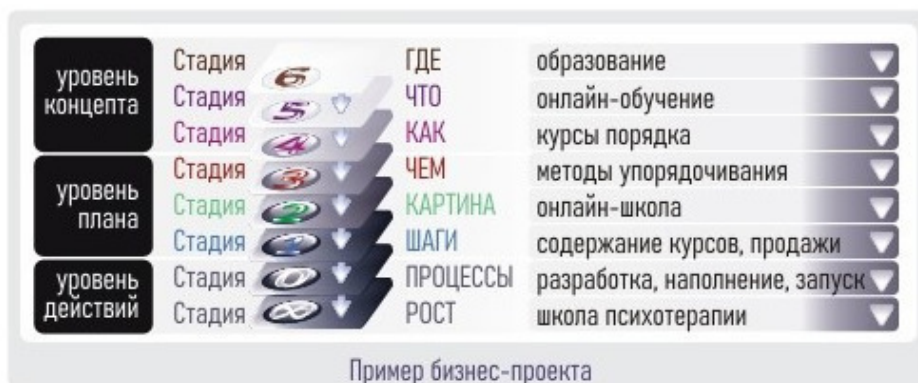 уровень концепта
Стадия 6 ГДЕ образование
Стадия 5 ЧТО онлайн-обучение
Стадия 4 КАК курсы порядка
уровень плана
Стадия 3 ЧЕМ методы упорядочивания
Стадия 2 КАРТИНА онлайн-школа
Стадия 1 ШАГИ содержание курсов, продажи
уровень действий
Стадия 0 ПРОЦЕССЫ разработка, наполнение, запуск
Стадия ∞ РОСТ школа психотерапии
Пример бизнес-проекта